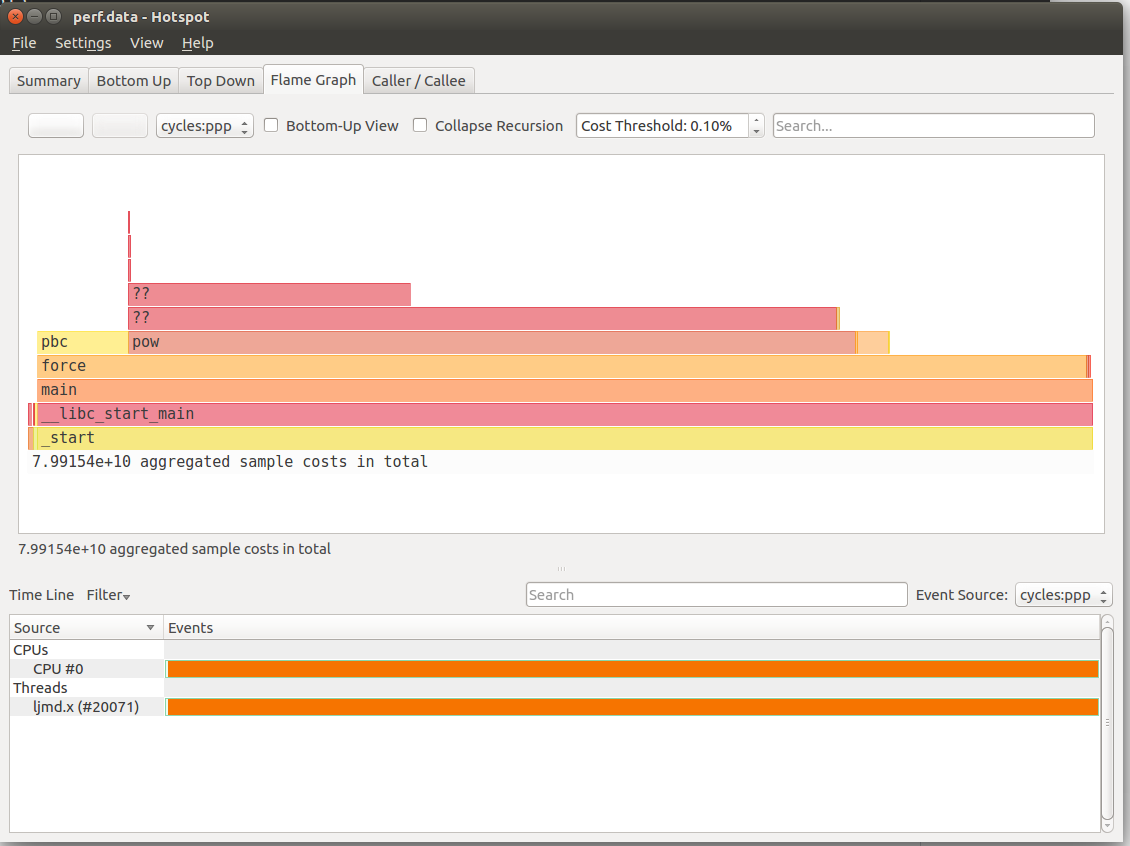 perf.data - Hotspot
File Settings View Help
Summary Bottom Up Top Down Flame Graph Caller / Callee
cycles:ppp Bottom-Up View Collapse Recursion Cost Threshold: 0.10% Search...
??
??
pbc pow
force
main
__libc_start_main
_start
7.99154e+10 aggregated sample costs in total
7.99154e+10 aggregated sample costs in total
Time Line Filter Search Event Source: cycles:ppp
Source Events
CPUs
CPU #0
Threads
ljmd.x (#20071)